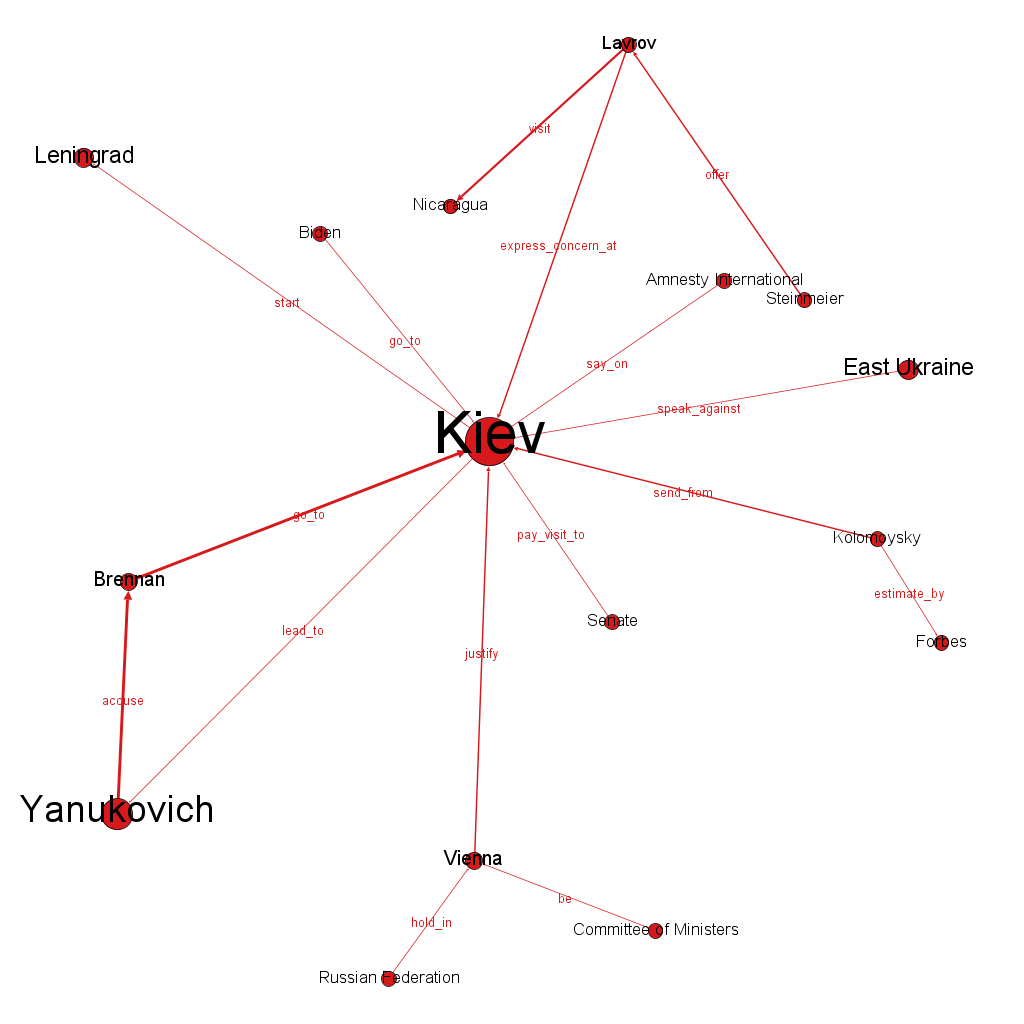 Lavrov
visit
offer
Leningrad
Nicaragua
Biden
express_concern_at
Amnesty International
Steinmeier
start
go_to
say_on
East Ukraine
speak_against
Kiev
send_from
go_to
pay_visit_to
Kolomoysky
Brennan
estimate_by
Senate
lead_to
Forbes
justify
accuse
Yanukovich
Vienna
be
hold_in
Committee of Ministers
Russian Federation